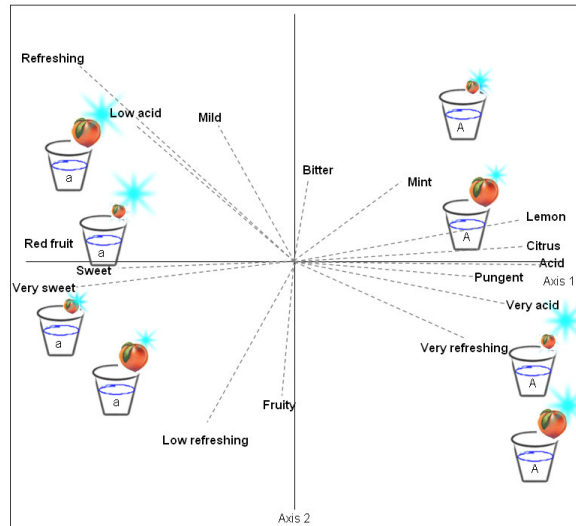 Refreshing
Low acid
Mild
A
a
Bitter
Mint
A
Lemon
Red fruit
a
Citrus
Sweet
Acid
Pungent
Axis 1
Very sweet
Very acid
a
Very refreshing
A
a
Fruity
Low refreshing
A
Axis 2